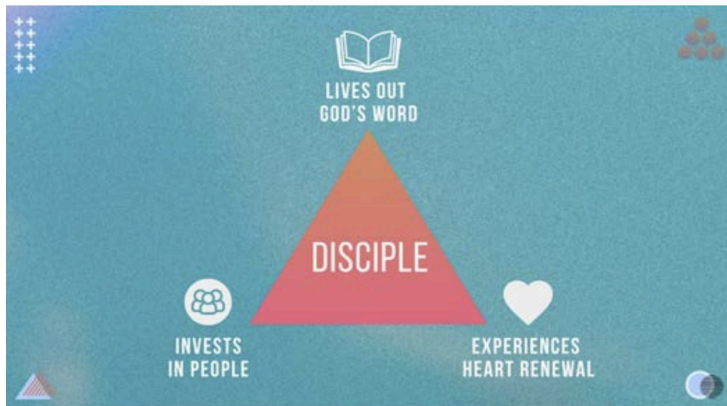 LIVES OUT
GOD'S WORD
DISCIPLE
INVESTS
IN PEOPLE
EXPERIENCES
HEART RENEWAL